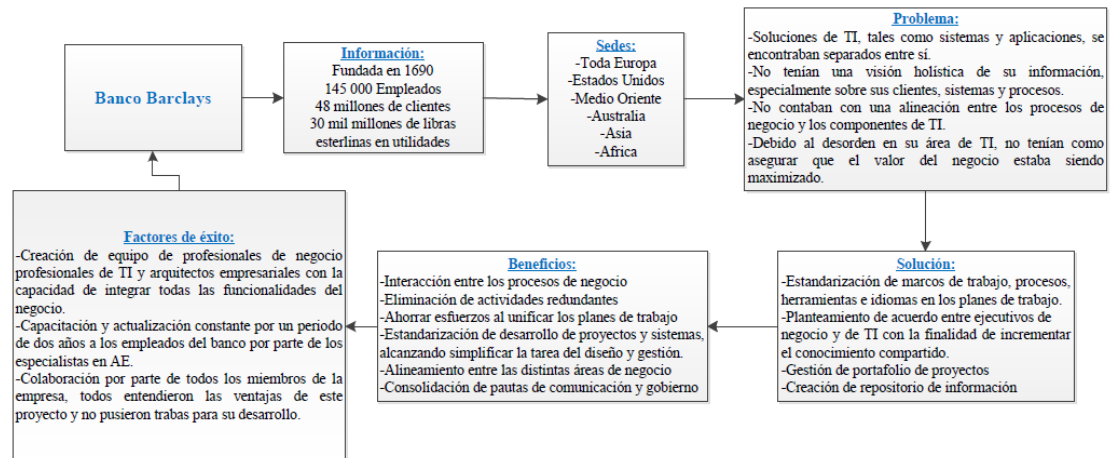 Banco Barclays
Información:
Fundada en 1690
145 000 Empleados
48 millones de clientes
30 mil millones de libras
esterlinas en utilidades
Sedes:
-Toda Europa
-Estados Unidos
-Medio Oriente
-Australia
-Asia
-Africa
Problema:
-Soluciones de TI, tales como sistemas y aplicaciones, se
encontraban separados entre sí.
-No tenían una visión holística de su información,
especialmente sobre sus clientes, sistemas y procesos.
-No contaban con una alineación entre los procesos de
negocio y los componentes de TI.
-Debido al desorden en su área de TI, no tenían como
asegurar que el valor del negocio estaba siendo
maximizado.
Solución:
-Estandarización de marcos de trabajo, procesos,
herramientas e idiomas en los planes de trabajo.
-Planteamiento de acuerdo entre ejecutivos de
negocio y de TI con la finalidad de incrementar
el conocimiento compartido.
-Gestión de portafolio de proyectos
-Creación de repositorio de información
Beneficios:
-Interacción entre los procesos de negocio
-Eliminación de actividades redundantes
-Ahorrar esfuerzos al unificar los planes de trabajo
-Estandarización de desarrollo de proyectos y sistemas,
alcanzando simplificar la tarea del diseño y gestión.
-Alineamiento entre las distintas áreas de negocio
-Consolidación de pautas de comunicación y gobierno
Factores de éxito:
-Creación de equipo de profesionales de negocio
profesionales de TI y arquitectos empresariales con la
capacidad de integrar todas las funcionalidades del
negocio.
-Capacitación y actualización constante por un periodo
de dos años a los empleados del banco por parte de los
especialistas en AE.
-Colaboración por parte de todos los miembros de la
empresa, todos entendieron las ventajas de este
proyecto y no pusieron trabas para su desarrollo.